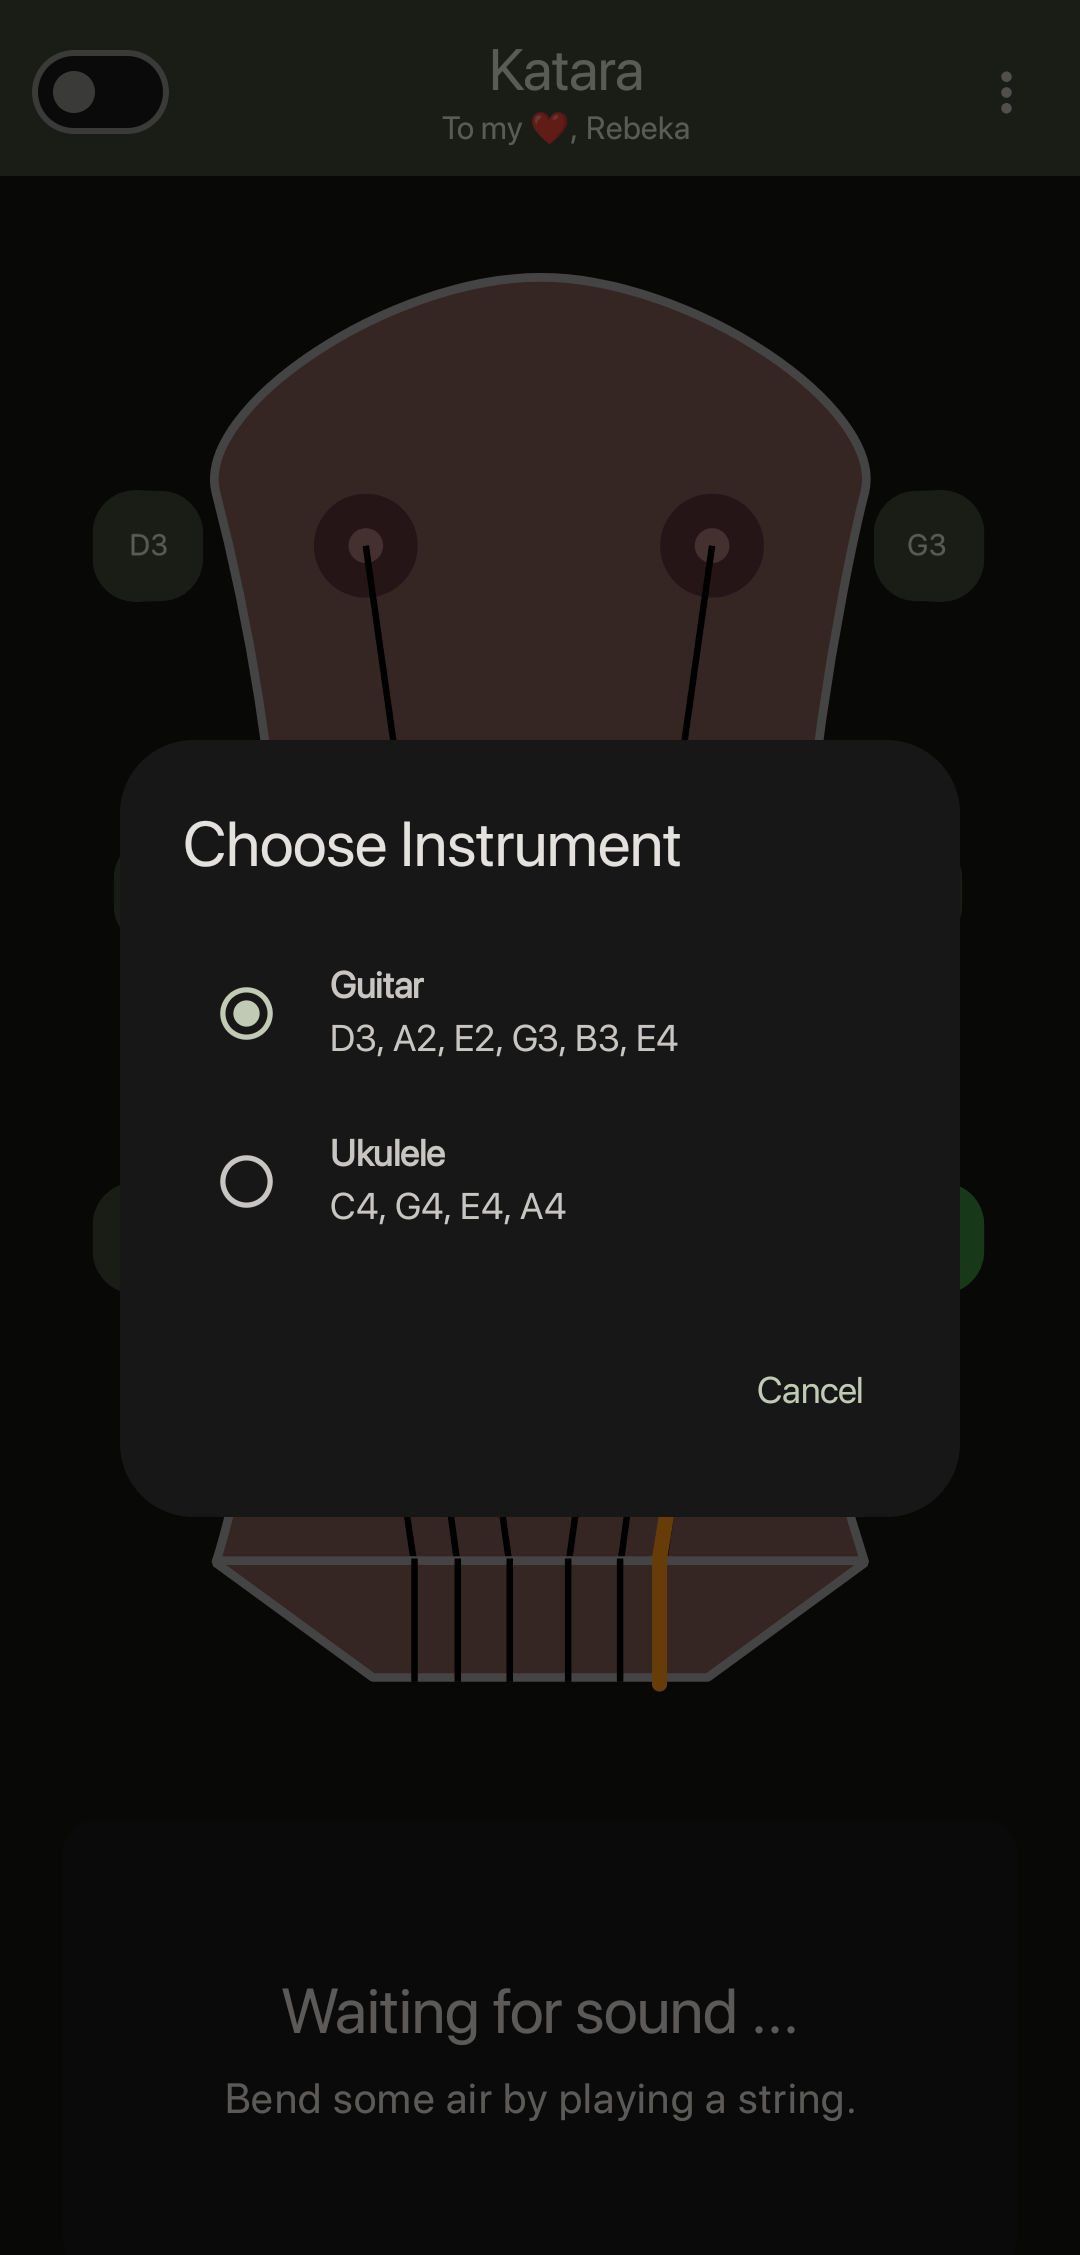 Katara
To my ❤️, Rebeka
D3
G3
Choose Instrument
Guitar
D3, A2, E2, G3, B3, E4
Ukulele
C4, G4, E4, A4
Cancel
Waiting for sound ...
Bend some air by playing a string.